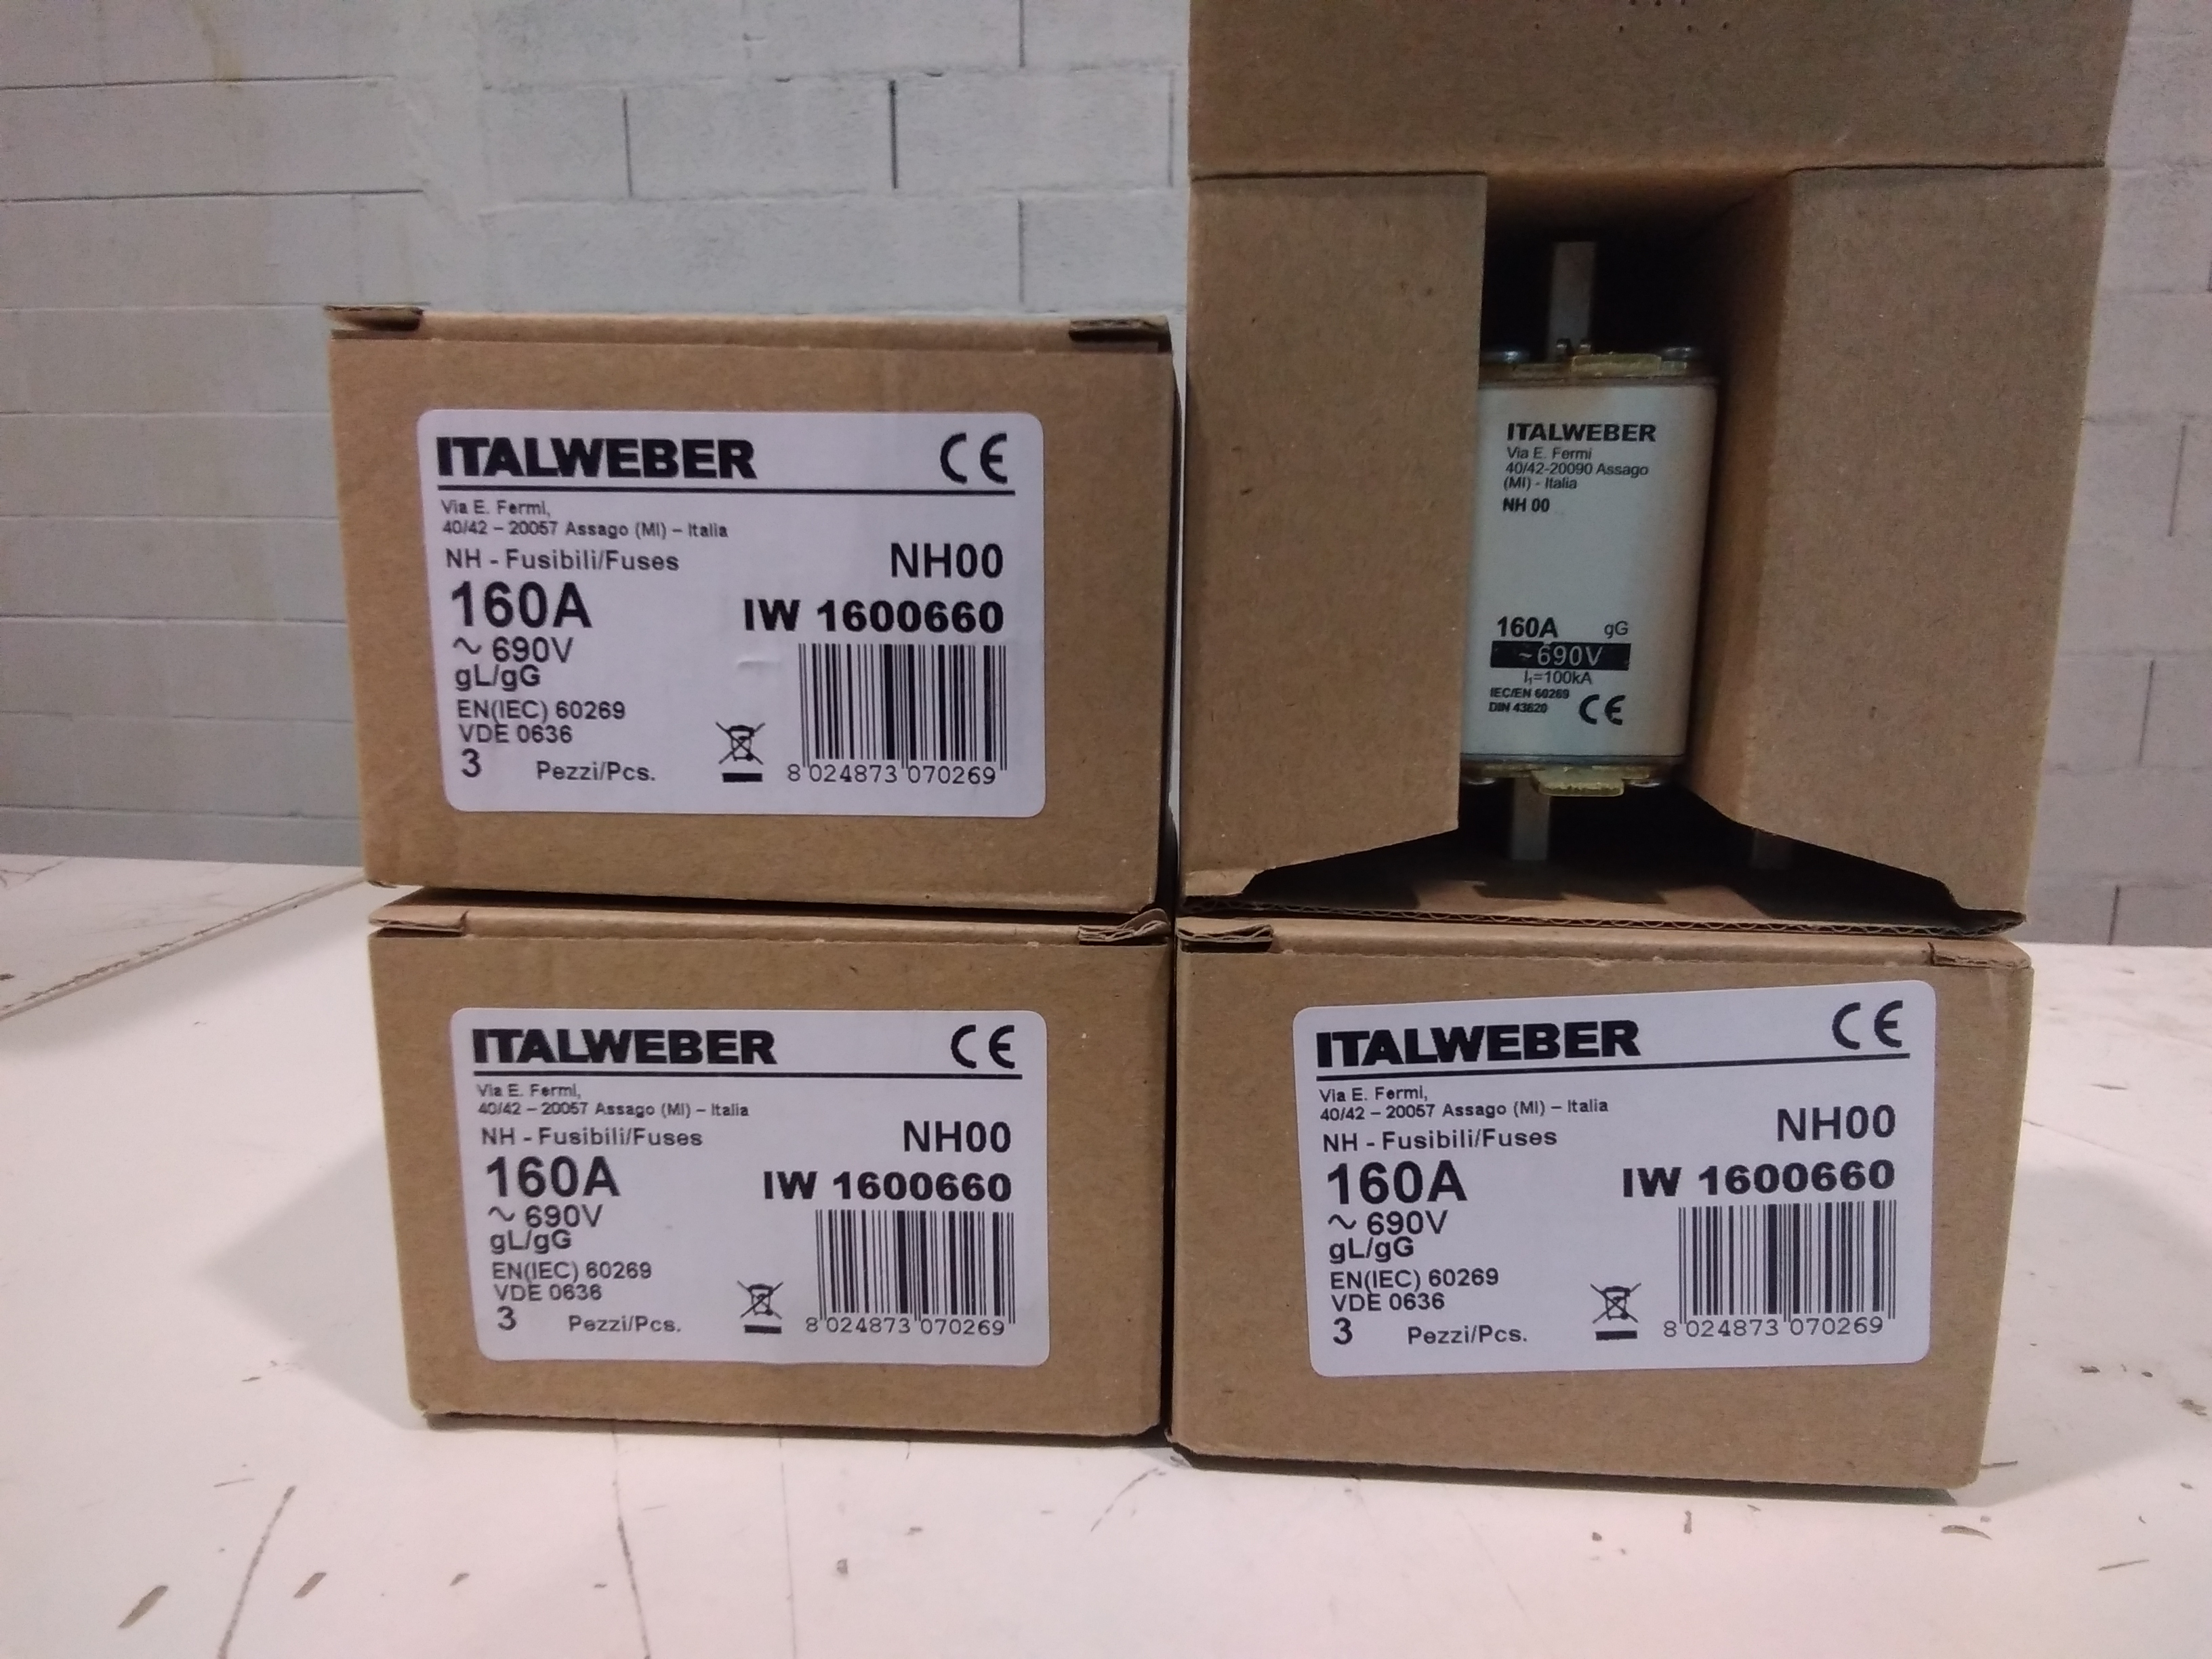 ITALWEBER CE
Via E. Fermi,
40/42 – 20057 Assago (MI) – Italia
NH - Fusibili/Fuses NH00
160A IW 1600660
~ 690V
gL/gG
EN(IEC) 60269
VDE 0636
3 Pezzi/Pcs. 8 024873 070269
ITALWEBER
Via E. Fermi
40/42-20090 Assago
(MI) - Italia
NH 00
160A gG
~690V
I₁=100kA
IEC/EN 60269
DIN 43620 CE
ITALWEBER CE
Via E. Fermi,
40/42 – 20057 Assago (MI) – Italia
NH - Fusibili/Fuses NH00
160A IW 1600660
~ 690V
gL/gG
EN(IEC) 60269
VDE 0636
3 Pezzi/Pcs. 8 024873 070269
ITALWEBER CE
Via E. Fermi,
40/42 – 20057 Assago (MI) – Italia
NH - Fusibili/Fuses NH00
160A IW 1600660
~ 690V
gL/gG
EN(IEC) 60269
VDE 0636
3 Pezzi/Pcs. 8 024873 070269